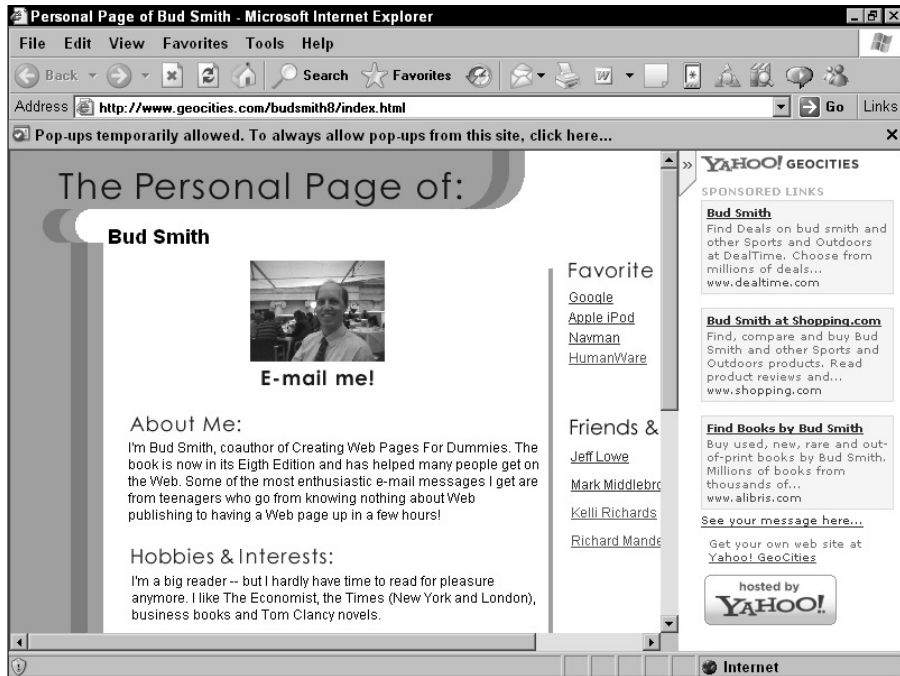 Personal Page of Bud Smith - Microsoft Internet Explorer
File Edit View Favorites Tools Help
Back Search Favorites
Address http://www.geocities.com/budsmith8/index.html Go Links
Pop-ups temporarily allowed. To always allow pop-ups from this site, click here...
The Personal Page of:
Bud Smith
E-mail me!
About Me:
I'm Bud Smith, coauthor of Creating Web Pages For Dummies. The
book is now in its Eigth Edition and has helped many people get on
the Web. Some of the most enthusiastic e-mail messages I get are
from teenagers who go from knowing nothing about Web
publishing to having a Web page up in a few hours!
Hobbies & Interests:
I'm a big reader -- but I hardly have time to read for pleasure
anymore. I like The Economist, the Times (New York and London),
business books and Tom Clancy novels.
Favorite
Google
Apple iPod
Navman
HumanWare
Friends &
Jeff Lowe
Mark Middlebro
Kelli Richards
Richard Mande
YAHOO! GEOCITIES
SPONSORED LINKS
Bud Smith
Find Deals on bud smith and
other Sports and Outdoors
at DealTime. Choose from
millions of deals...
www.dealtime.com
Bud Smith at Shopping.com
Find, compare and buy Bud
Smith and other Sports and
Outdoors products. Read
product reviews and...
www.shopping.com
Find Books by Bud Smith
Buy used, new, rare and out-
of-print books by Bud Smith.
Millions of books from
thousands of...
www.alibris.com
See your message here...
Get your own web site at
Yahoo! GeoCities
hosted by
YAHOO!
Internet